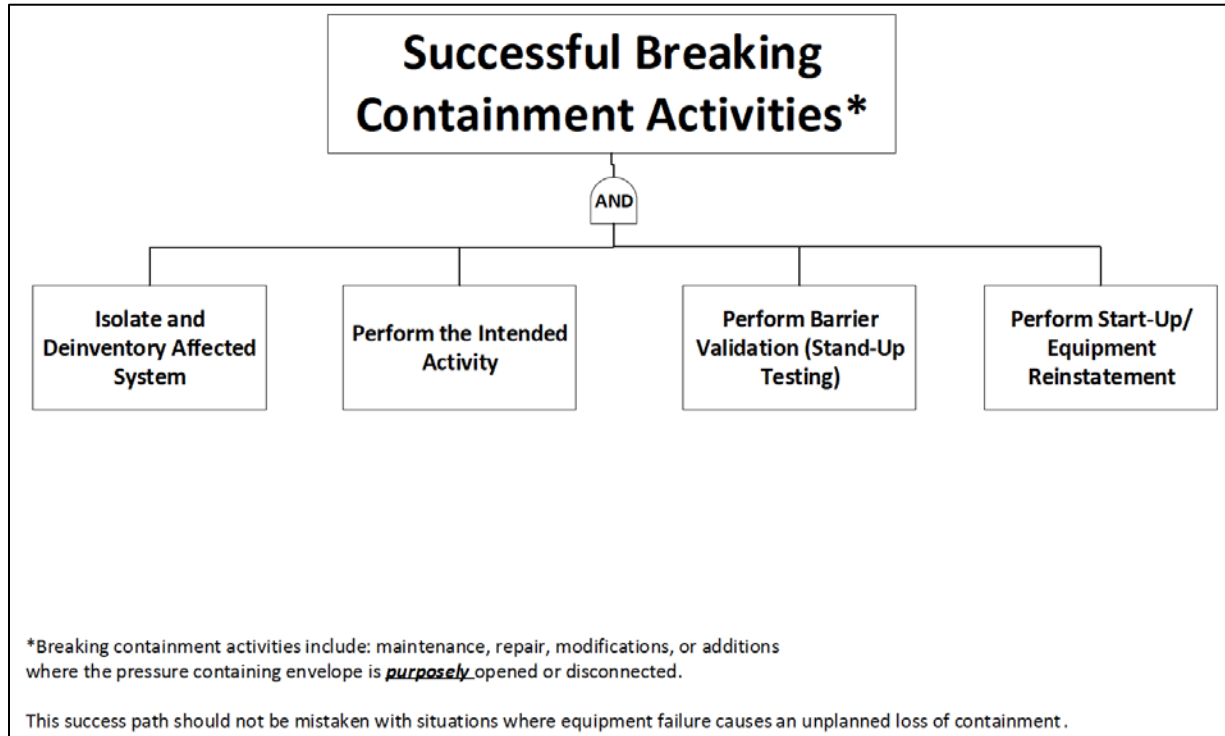 Successful Breaking
Containment Activities*
AND
Isolate and
Deinventory Affected
System
Perform the Intended
Activity
Perform Barrier
Validation (Stand-Up
Testing)
Perform Start-Up/
Equipment
Reinstatement
*Breaking containment activities include: maintenance, repair, modifications, or additions
where the pressure containing envelope is purposely opened or disconnected.
This success path should not be mistaken with situations where equipment failure causes an unplanned loss of containment.